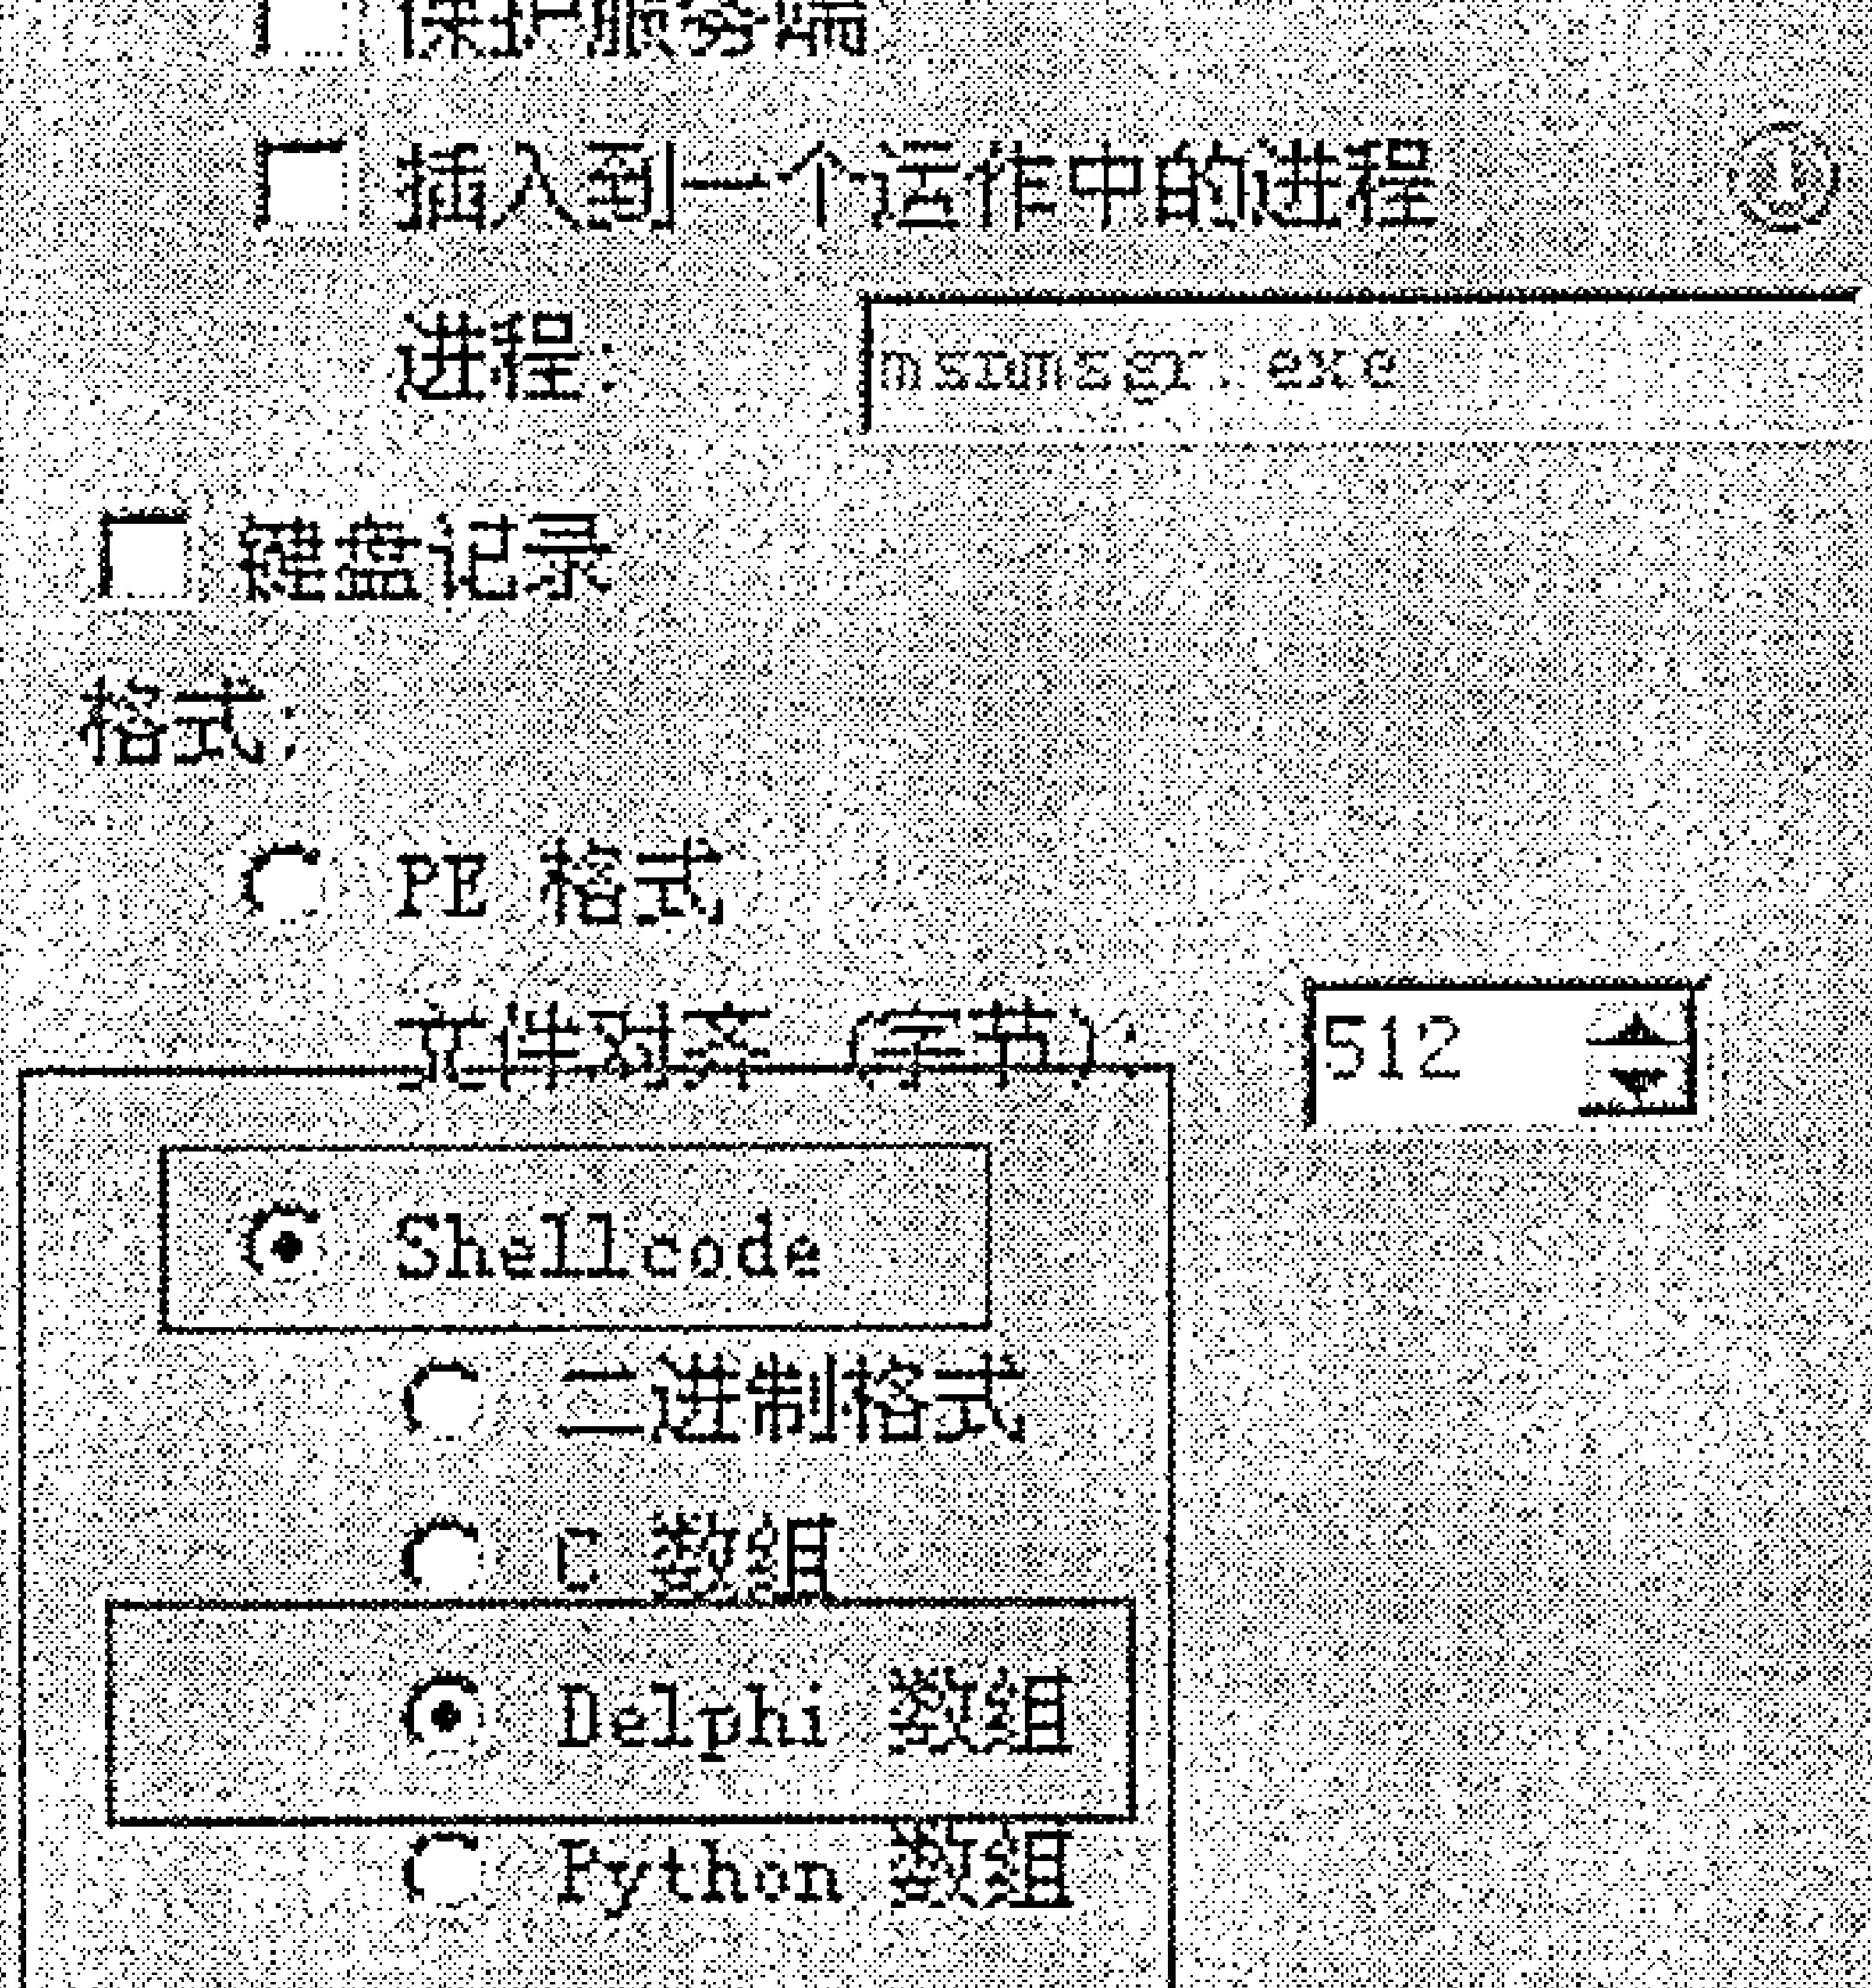 插入到一个运作中的进程
进程:
msnmsgr.exe
键盘记录
格式:
PE 格式
文件对齐 (字节):
512
Shellcode
二进制格式
C 数组
Delphi 数组
Python 数组